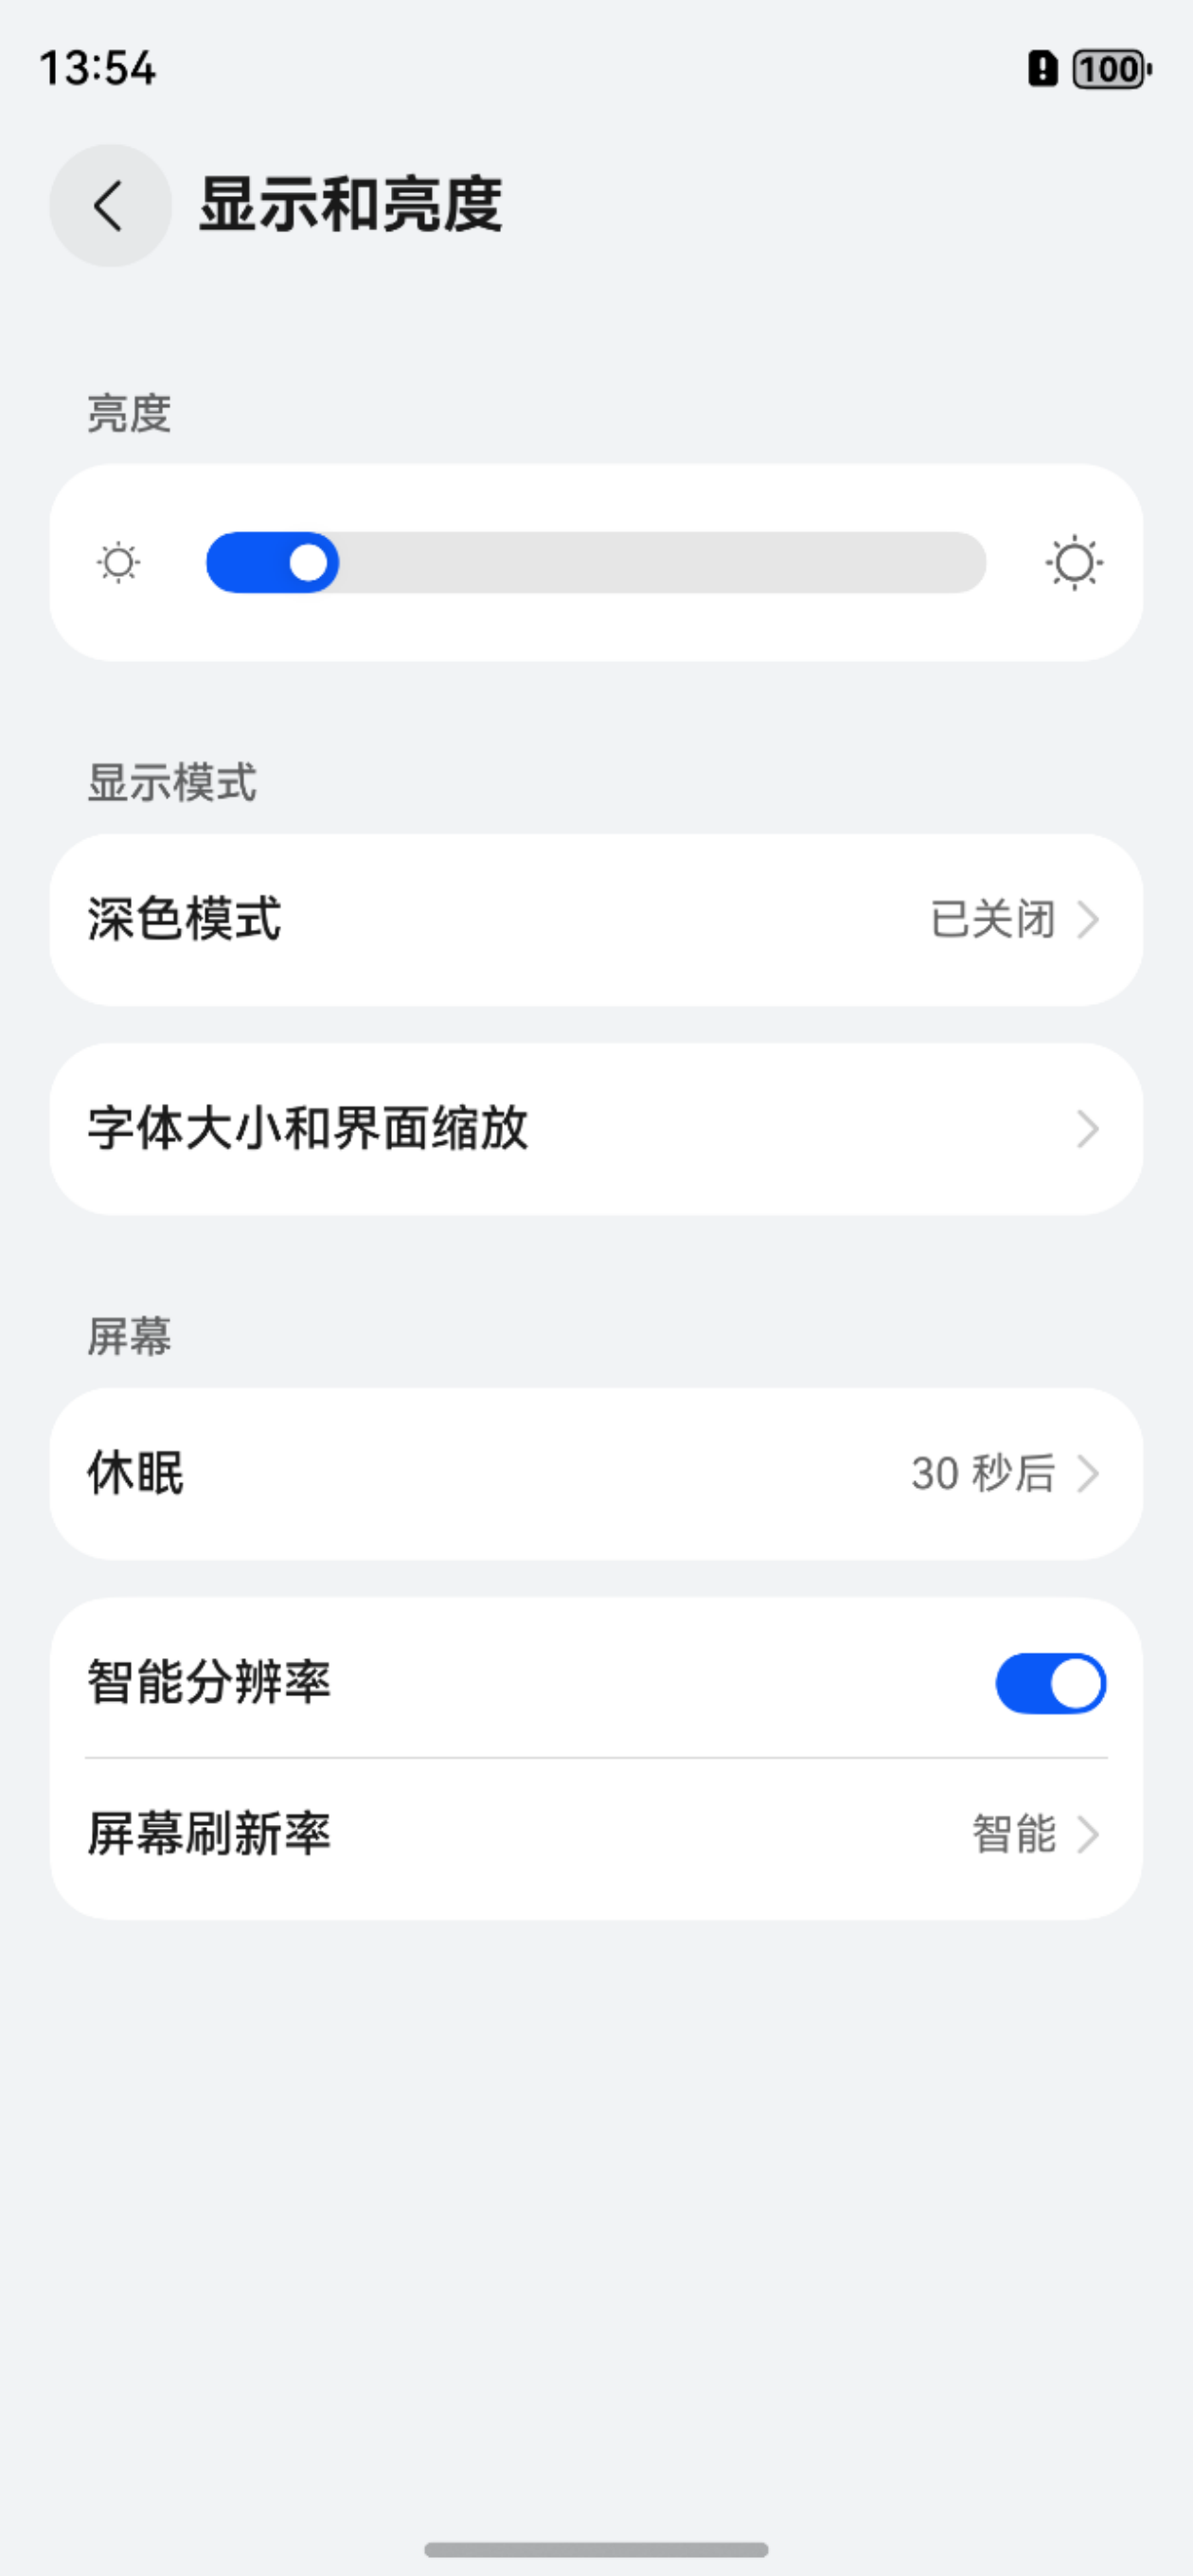 13:54
100
显示和亮度
亮度
显示模式
深色模式 已关闭
字体大小和界面缩放
屏幕
休眠 30 秒后
智能分辨率
屏幕刷新率 智能